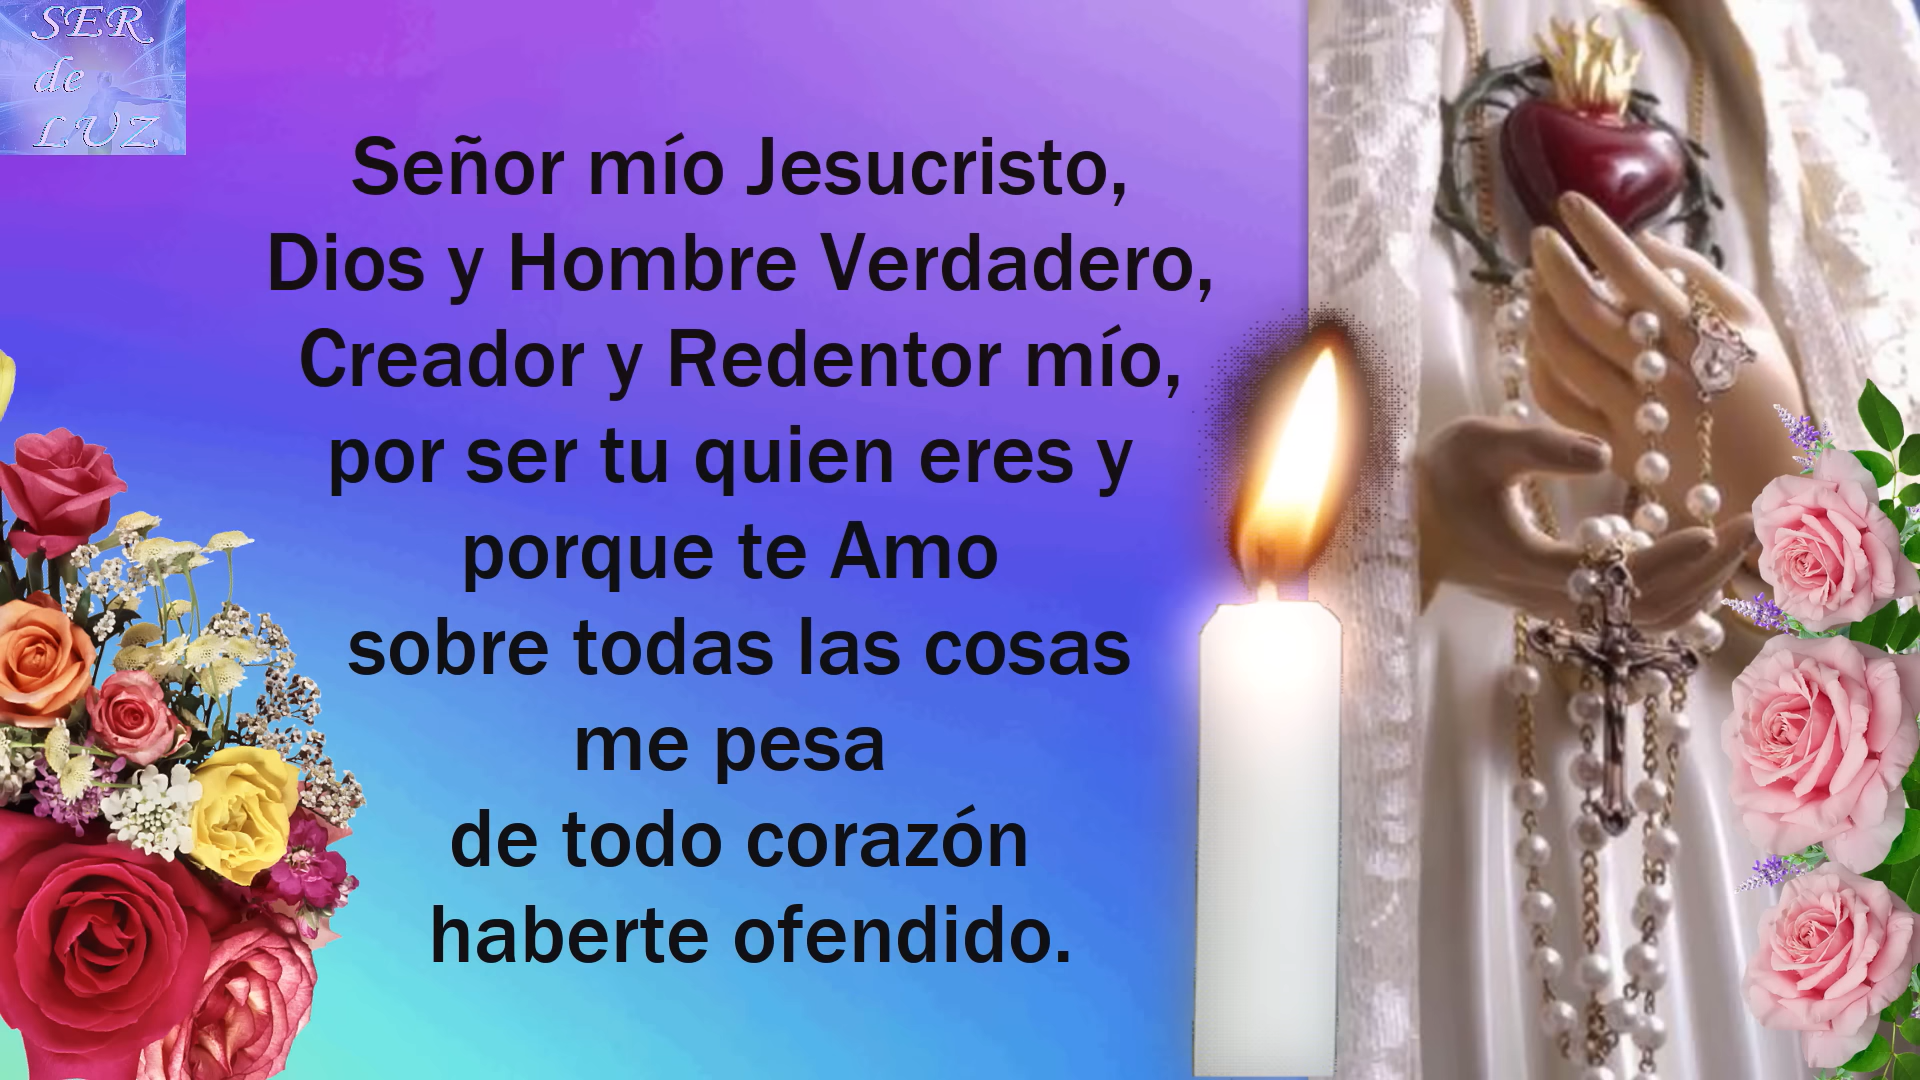 SER
de
LUZ
Señor mío Jesucristo,
Dios y Hombre Verdadero,
Creador y Redentor mío,
por ser tu quien eres y
porque te Amo
sobre todas las cosas
me pesa
de todo corazón
haberte ofendido.